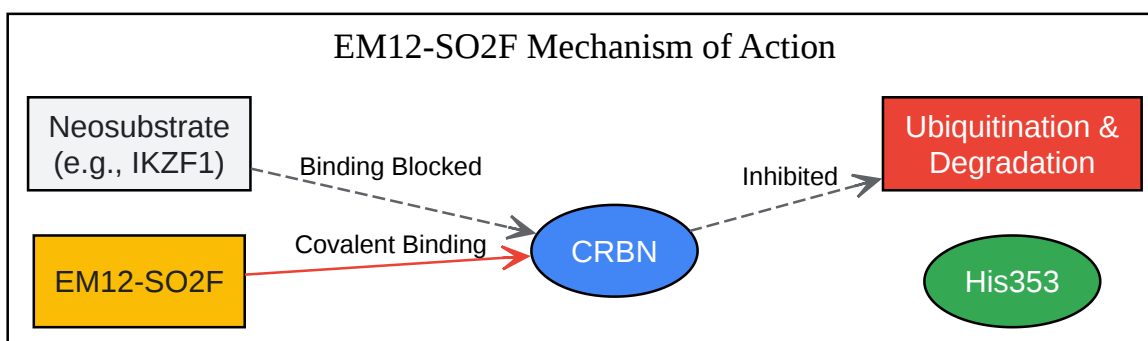 EM12-SO2F Mechanism of Action
Neosubstrate
(e.g., IKZF1)
Binding Blocked
Inhibited
Ubiquitination &
Degradation
EM12-SO2F
Covalent Binding
CRBN
His353